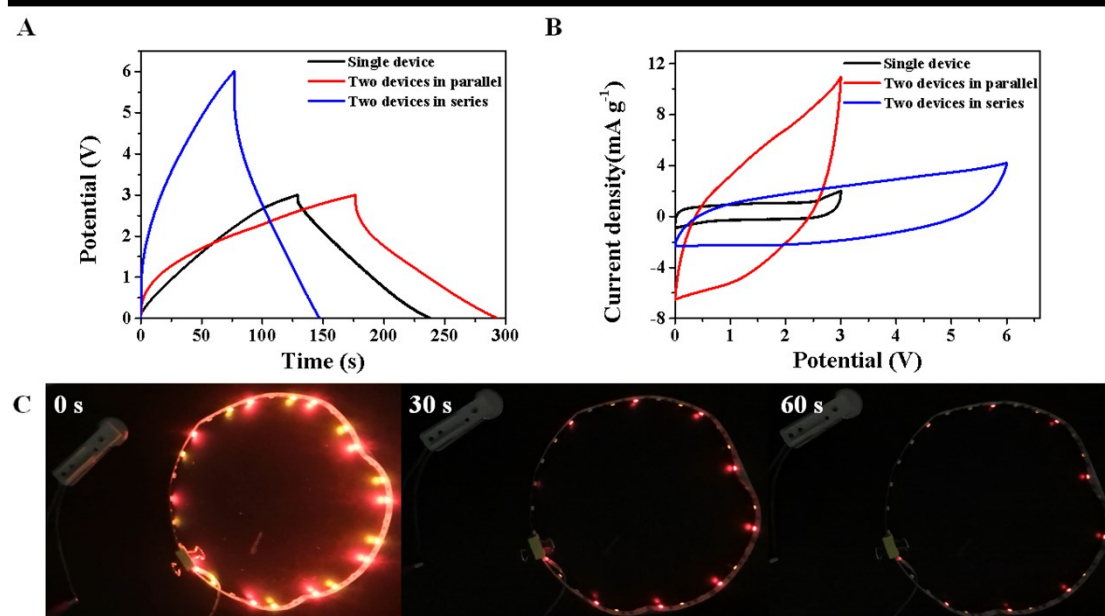 A
Single device
Two devices in parallel
Two devices in series
6
5
4
3
2
1
0
Potential (V)
0 50 100 150 200 250 300
Time (s)
B
Single device
Two devices in parallel
Two devices in series
12
8
4
0
-4
-8
Current density(mA g⁻¹)
0 1 2 3 4 5 6
Potential (V)
C
0 s
30 s
60 s